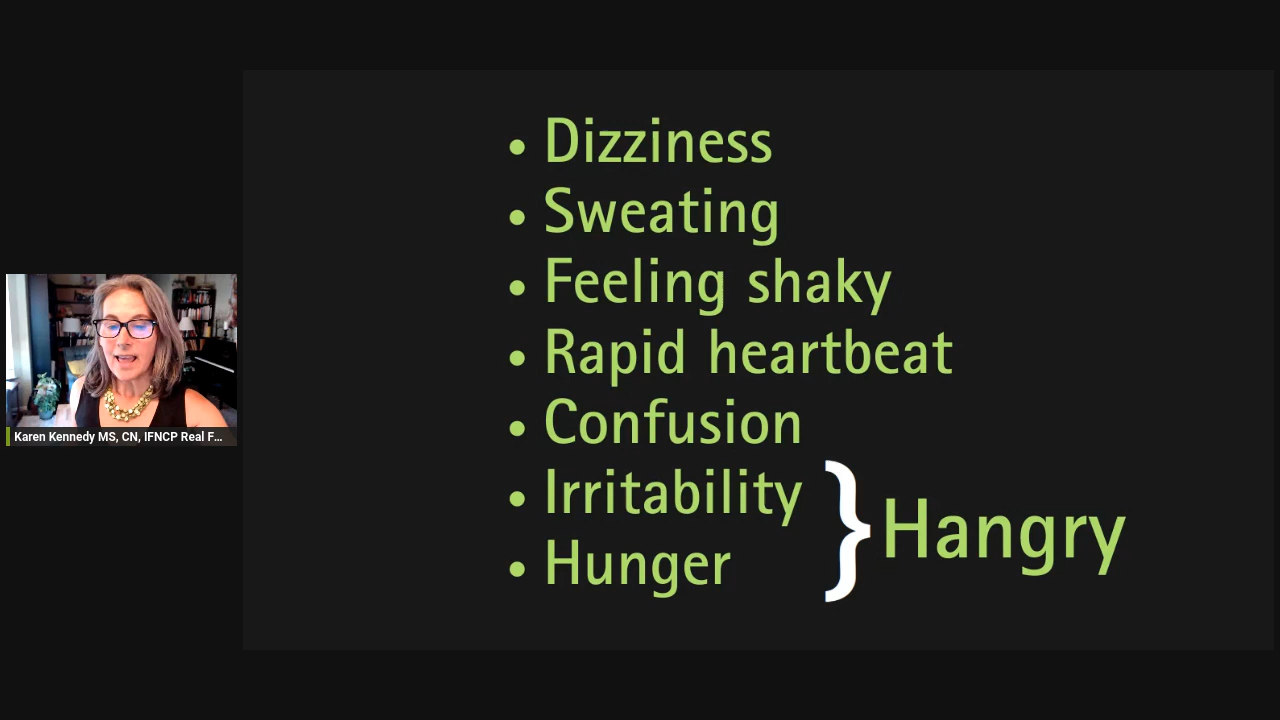 • Dizziness
• Sweating
• Feeling shaky
• Rapid heartbeat
• Confusion
• Irritability
• Hunger
} Hangry
Karen Kennedy MS, CN, IFNCP Real F...